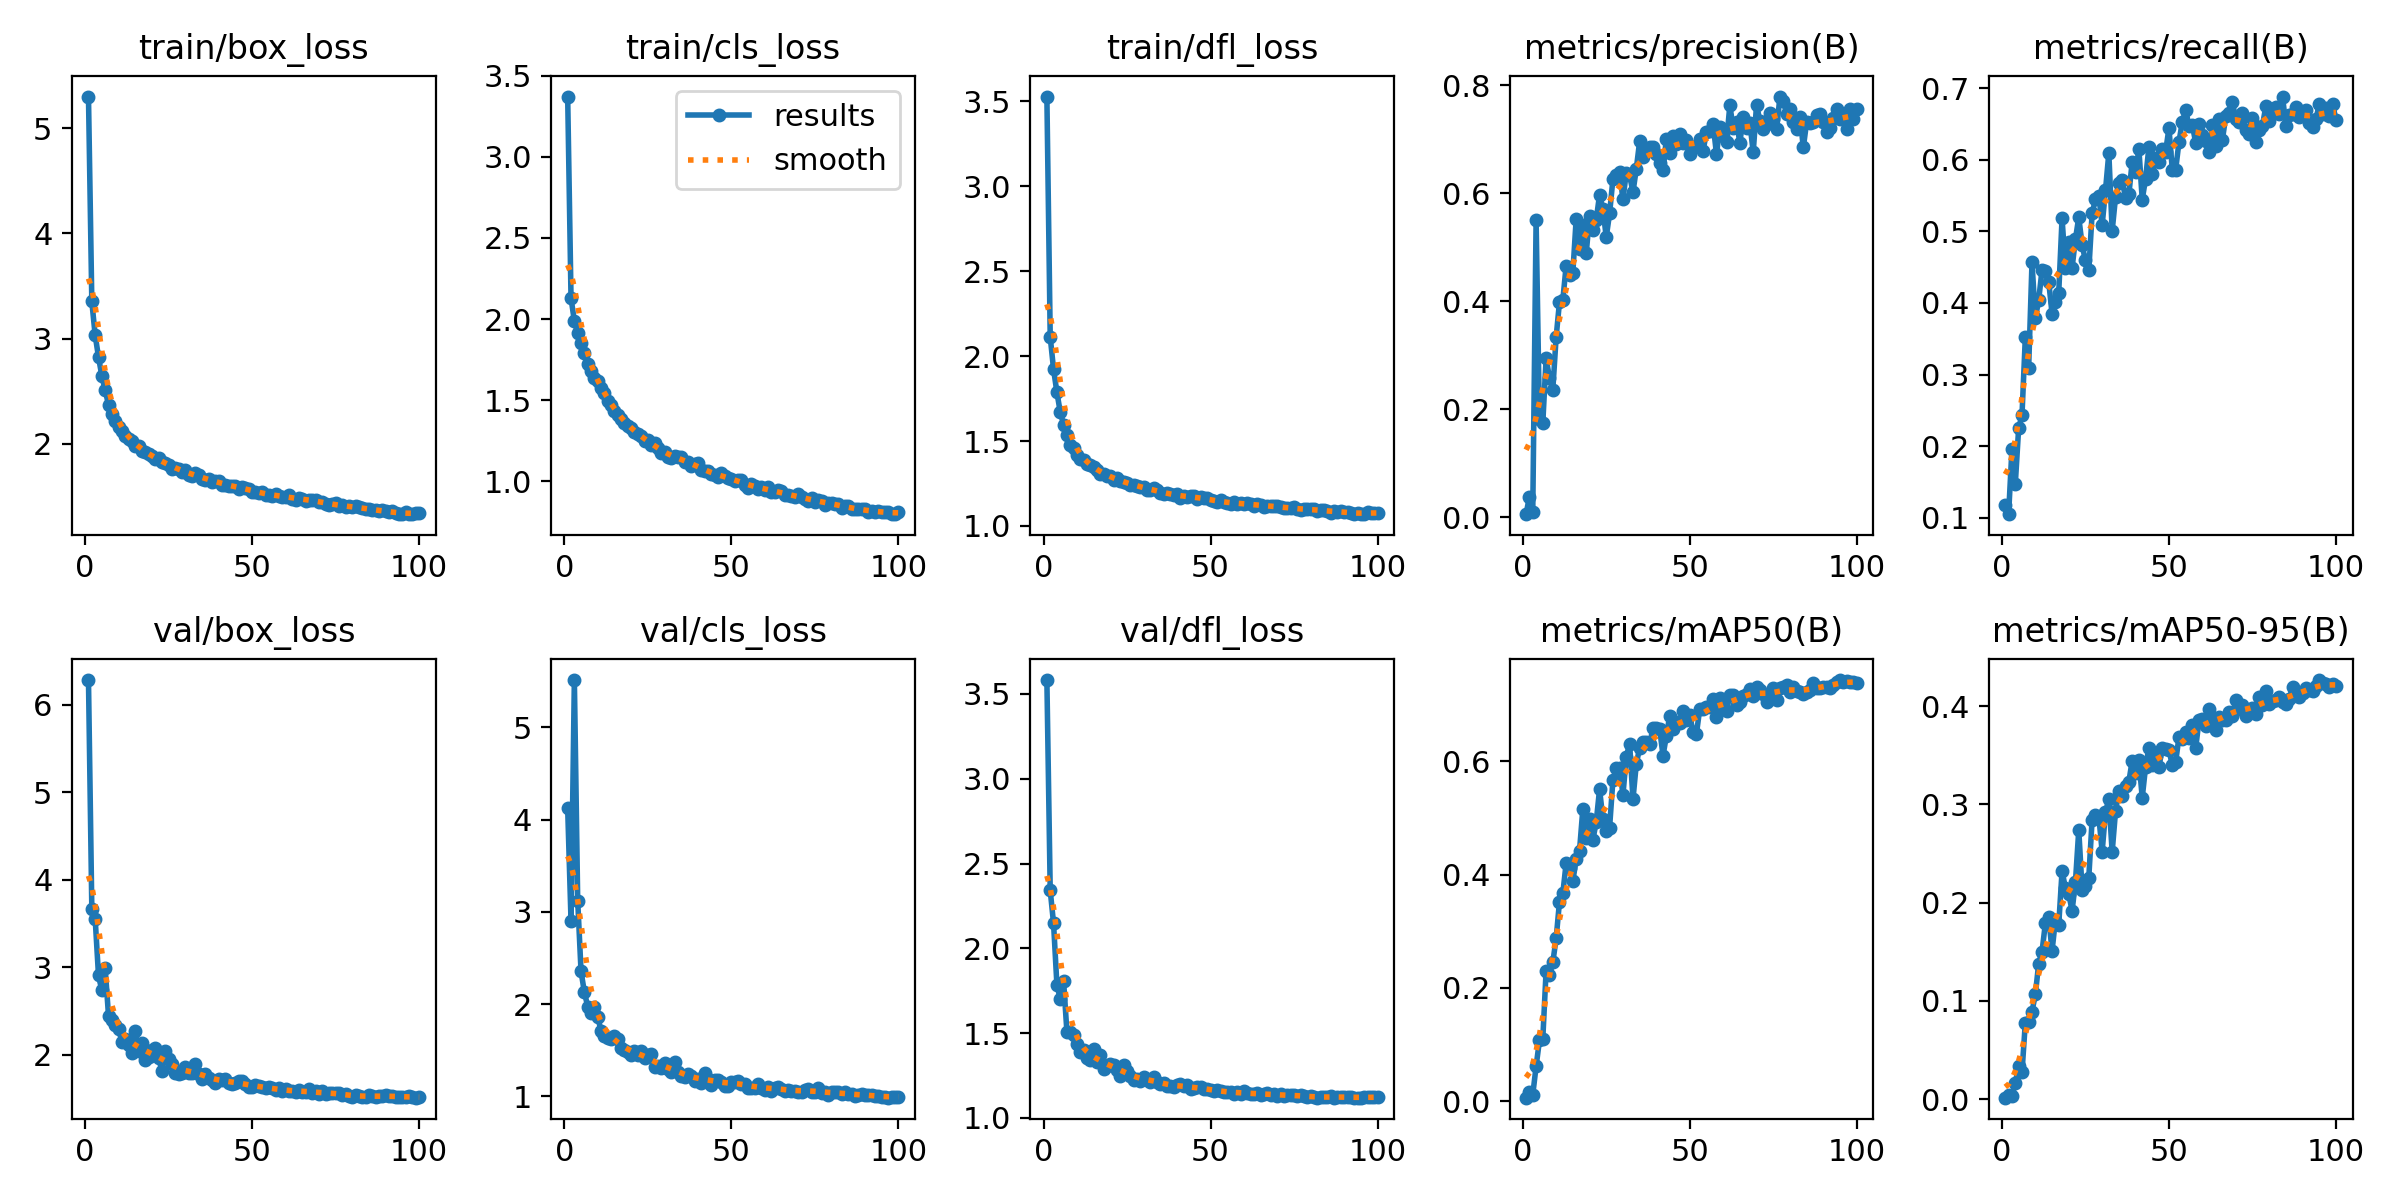 train/box_loss
5
4
3
2
0 50 100
train/cls_loss
3.5
3.0
2.5
2.0
1.5
1.0
results
smooth
0 50 100
train/dfl_loss
3.5
3.0
2.5
2.0
1.5
1.0
0 50 100
metrics/precision(B)
0.8
0.6
0.4
0.2
0.0
0 50 100
metrics/recall(B)
0.7
0.6
0.5
0.4
0.3
0.2
0.1
0 50 100
val/box_loss
6
5
4
3
2
0 50 100
val/cls_loss
5
4
3
2
1
0 50 100
val/dfl_loss
3.5
3.0
2.5
2.0
1.5
1.0
0 50 100
metrics/mAP50(B)
0.6
0.4
0.2
0.0
0 50 100
metrics/mAP50-95(B)
0.4
0.3
0.2
0.1
0.0
0 50 100